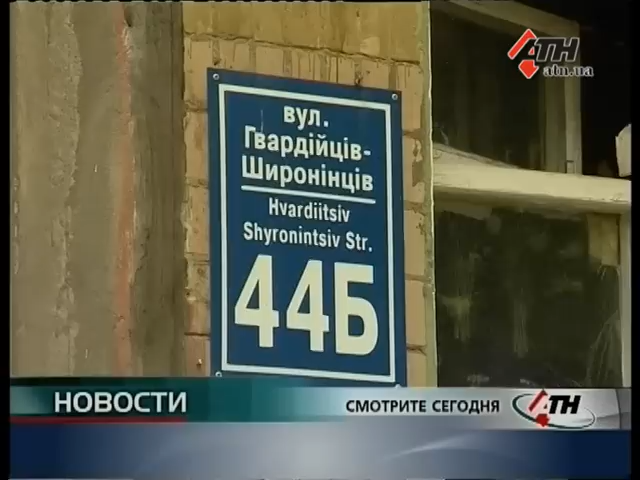 АТН
atn.ua
вул.
Гвардійців-
Широнінців
Hvardiitsiv
Shyronintsiv Str.
44Б
НОВОСТИ
СМОТРИТЕ СЕГОДНЯ
АТН